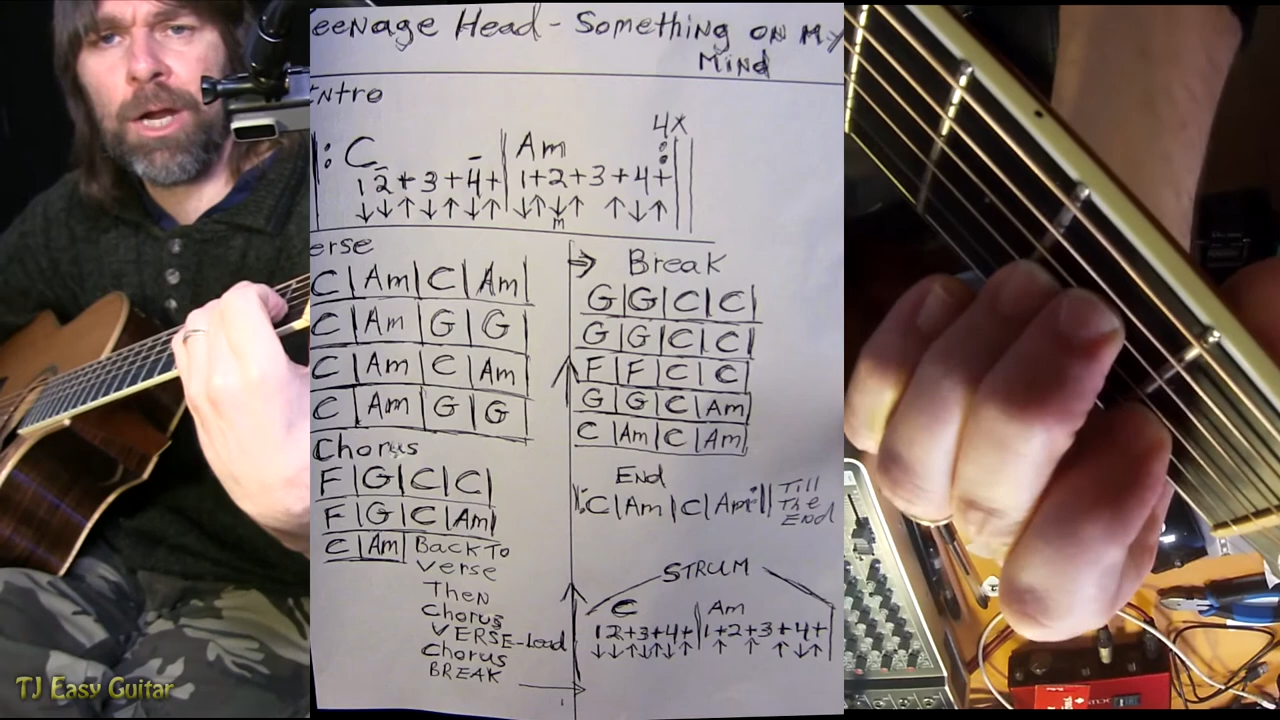 eeNage Head - Something ON My
Mind
Intro
4X
|: C | Am :||
1 2 + 3 + 4 + | 1 + 2 + 3 + 4 +
↓ ↓ ↑ ↓ ↑ ↓ ↑ ↓ ↑ ↓ ↑ ↑ ↓ ↑
m
erse
C | Am | C | Am |
C | Am | G | G |
C | Am | C | Am |
C | Am | G | G |
Chorus
F | G | C | C |
F | G | C | Am |
C | Am | Back To
Verse
Then
Chorus
VERSE-Lead
Chorus
BREAK
→ Break
G | G | C | C |
G | G | C | C |
F | F | C | C
G | G | C | Am
C | Am | C | Am |
End
|: C | Am | C | Am :|| Till
The
END
STRUM
C Am
1 2 + 3 + 4 + | 1 + 2 + 3 + 4 +
TJ Easy Guitar